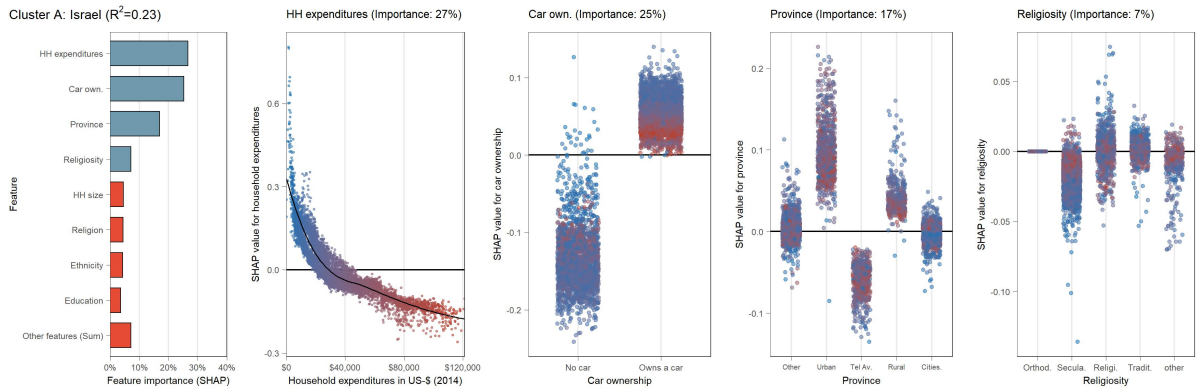 Cluster A: Israel (R²=0.23)
Feature
HH expenditures
Car own.
Province
Religiosity
HH size
Religion
Ethnicity
Education
Other features (Sum)
0% 10% 20% 30% 40%
Feature importance (SHAP)
HH expenditures (Importance: 27%)
SHAP value for household expenditures
0.6
0.3
0.0
-0.3
$0 $40,000 $80,000 $120,000
Household expenditures in US-$ (2014)
Car own. (Importance: 25%)
SHAP value for car ownership
0.1
0.0
-0.1
-0.2
No car Owns a car
Car ownership
Province (Importance: 17%)
SHAP value for province
0.2
0.1
0.0
-0.1
Other Urban Tel Av. Rural Cities.
Province
Religiosity (Importance: 7%)
SHAP value for religiosity
0.05
0.00
-0.05
-0.10
Orthod. Secula. Religi. Tradit. other
Religiosity